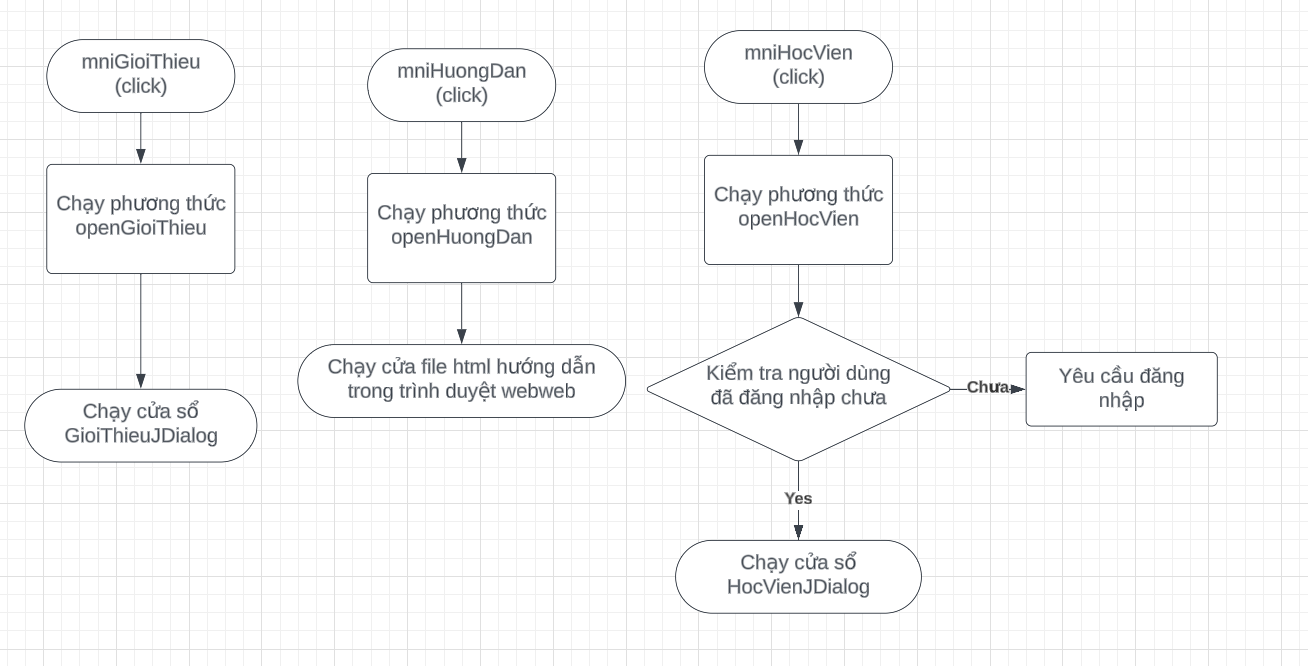 mniGioiThieu
(click)
Chạy phương thức
openGioiThieu
Chạy cửa sổ
GioiThieuJDialog
mniHuongDan
(click)
Chạy phương thức
openHuongDan
Chạy cửa file html hướng dẫn
trong trình duyệt webweb
mniHocVien
(click)
Chạy phương thức
openHocVien
Kiểm tra người dùng
đã đăng nhập chưa
Chưa
Yêu cầu đăng
nhập
Yes
Chạy cửa sổ
HocVienJDialog